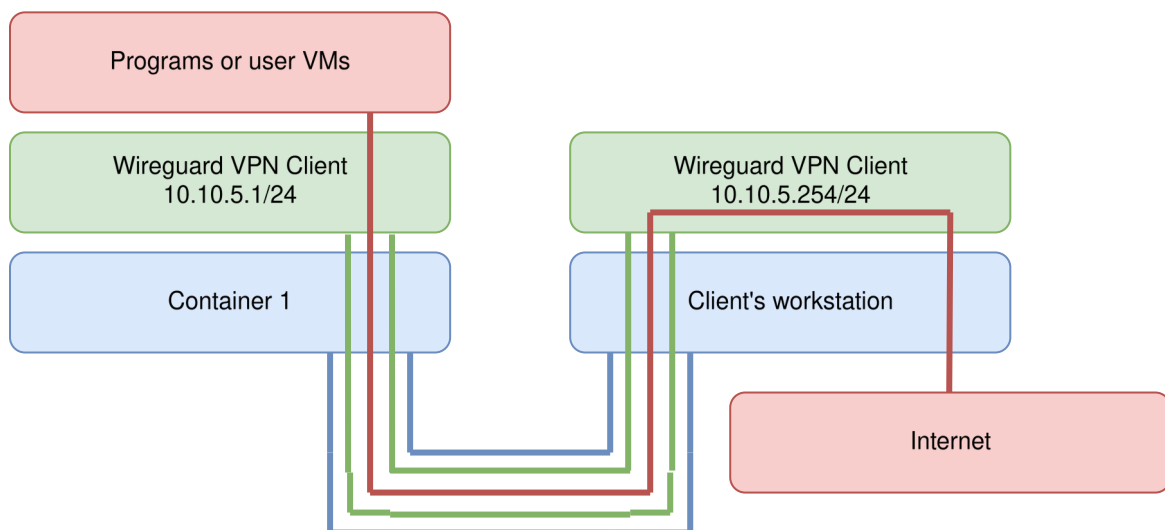 Programs or user VMs
Wireguard VPN Client
10.10.5.1/24
Wireguard VPN Client
10.10.5.254/24
Container 1
Client's workstation
Internet